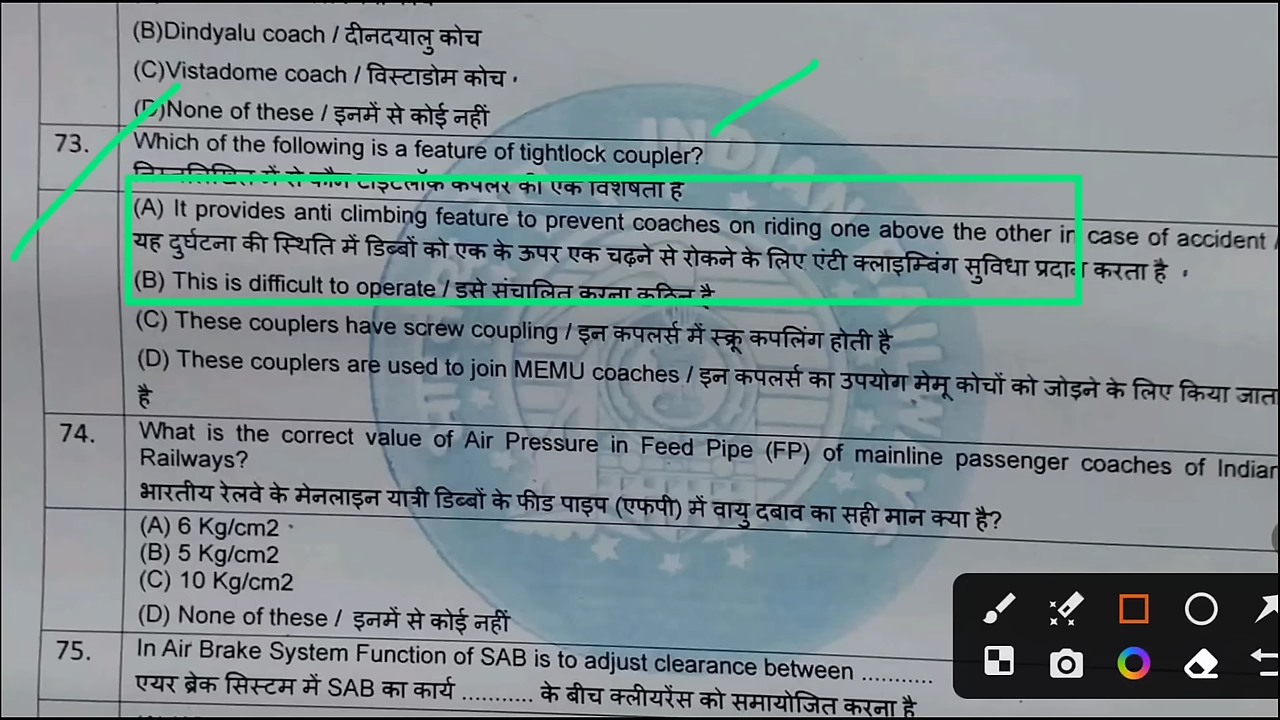 (B)Dindyalu coach / दीनदयालु कोच
(C)Vistadome coach / विस्टाडोम कोच
(D)None of these / इनमें से कोई नहीं
73. Which of the following is a feature of tightlock coupler?
निम्नलिखित में से कौन टाइटलॉक कपलर की एक विशेषता है
(A) It provides anti climbing feature to prevent coaches on riding one above the other in case of accident /
यह दुर्घटना की स्थिति में डिब्बों को एक के ऊपर एक चढ़ने से रोकने के लिए एंटी क्लाइम्बिंग सुविधा प्रदान करता है
(B) This is difficult to operate / इसे संचालित करना कठिन है
(C) These couplers have screw coupling / इन कपलर्स में स्क्रू कपलिंग होती है
(D) These couplers are used to join MEMU coaches / इन कपलर्स का उपयोग मेमू कोचों को जोड़ने के लिए किया जाता
है
74. What is the correct value of Air Pressure in Feed Pipe (FP) of mainline passenger coaches of Indian
Railways?
भारतीय रेलवे के मेनलाइन यात्री डिब्बों के फीड पाइप (एफपी) में वायु दबाव का सही मान क्या है?
(A) 6 Kg/cm2
(B) 5 Kg/cm2
(C) 10 Kg/cm2
(D) None of these / इनमें से कोई नहीं
75. In Air Brake System Function of SAB is to adjust clearance between ...........
एयर ब्रेक सिस्टम में SAB का कार्य ........... के बीच क्लीयरेंस को समायोजित करना है